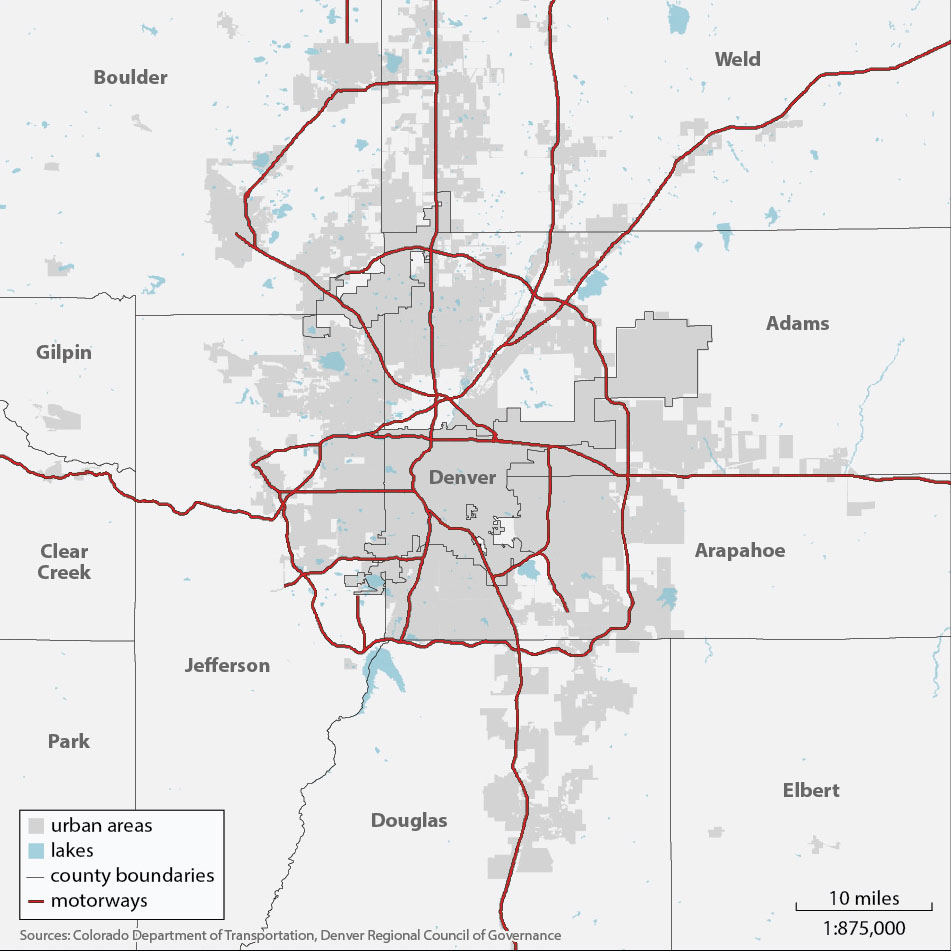 Boulder
Weld
Adams
Gilpin
Denver
Arapahoe
Clear
Creek
Jefferson
Park
Elbert
Douglas
urban areas
lakes
county boundaries
motorways
10 miles
1:875,000
Sources: Colorado Department of Transportation, Denver Regional Council of Governance